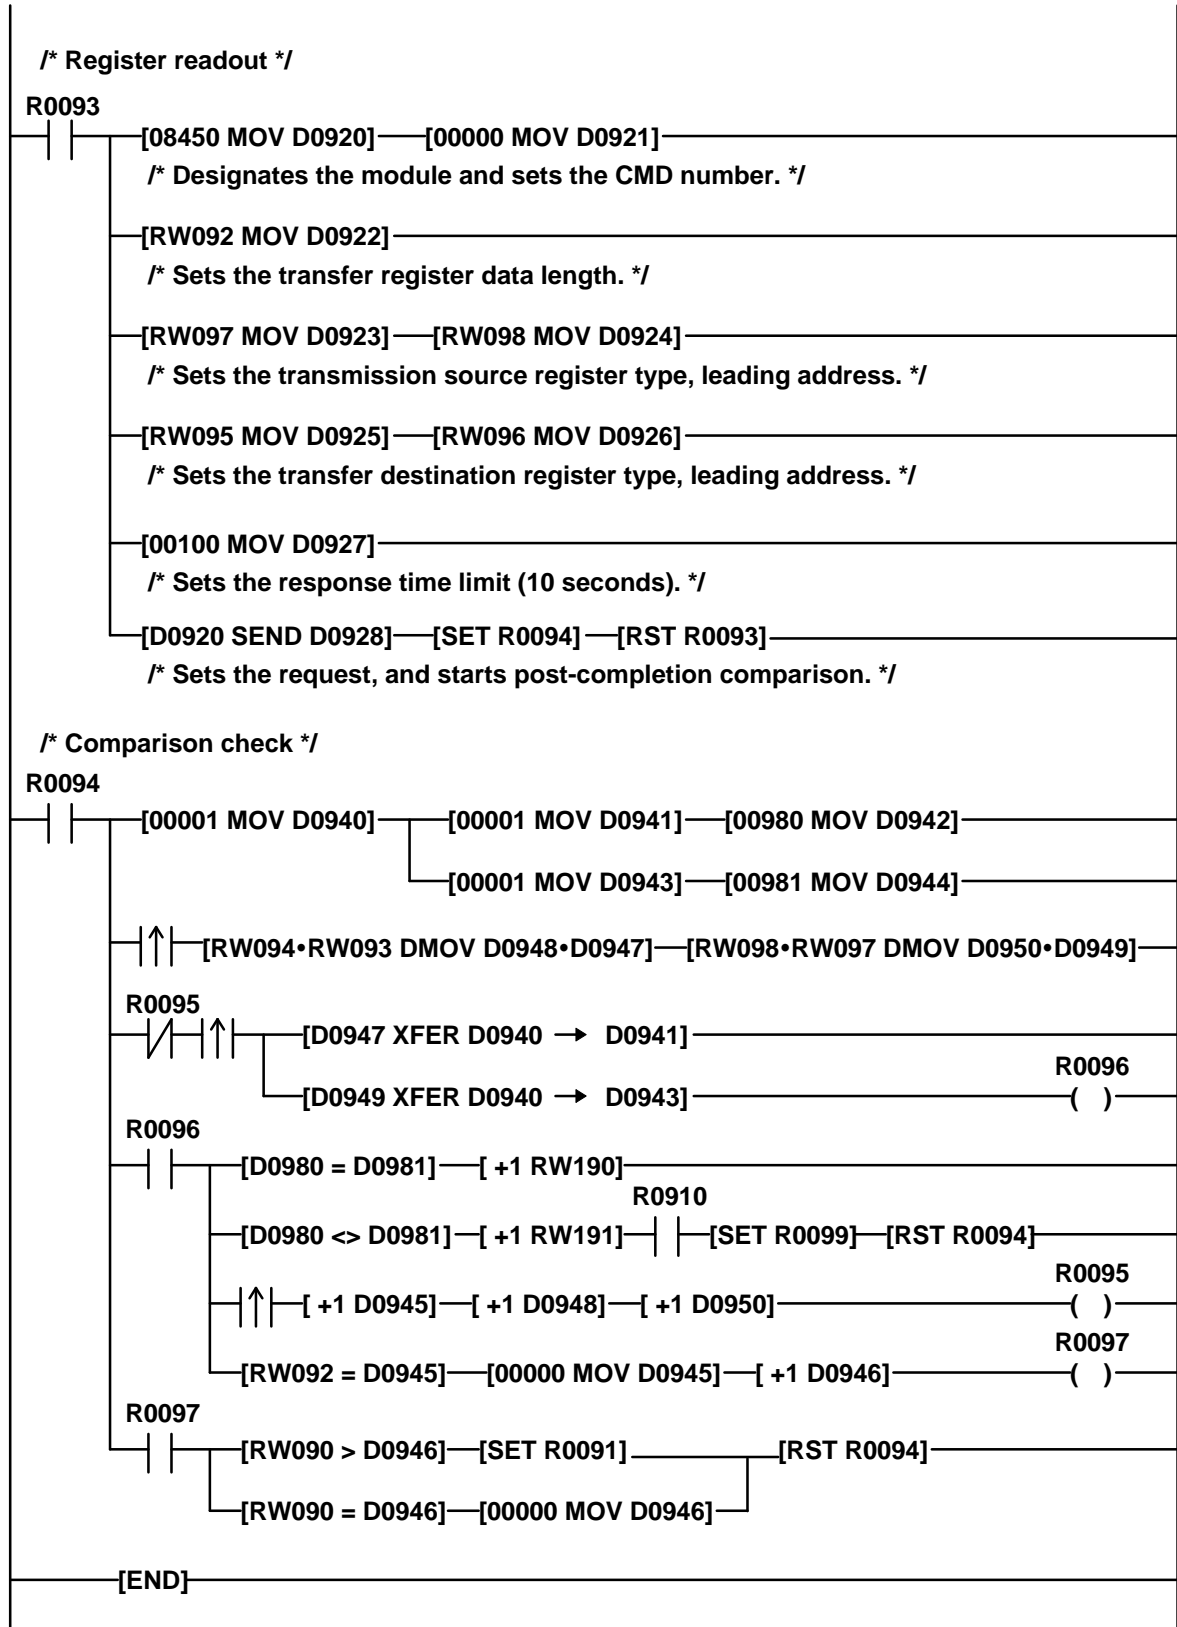 /* Register readout */
R0093
[08450 MOV D0920] [00000 MOV D0921]
/* Designates the module and sets the CMD number. */
[RW092 MOV D0922]
/* Sets the transfer register data length. */
[RW097 MOV D0923] [RW098 MOV D0924]
/* Sets the transmission source register type, leading address. */
[RW095 MOV D0925] [RW096 MOV D0926]
/* Sets the transfer destination register type, leading address. */
[00100 MOV D0927]
/* Sets the response time limit (10 seconds). */
[D0920 SEND D0928] [SET R0094] [RST R0093]
/* Sets the request, and starts post-completion comparison. */
/* Comparison check */
R0094
[00001 MOV D0940] [00001 MOV D0941] [00980 MOV D0942]
[00001 MOV D0943] [00981 MOV D0944]
[RW094•RW093 DMOV D0948•D0947] [RW098•RW097 DMOV D0950•D0949]
R0095
[D0947 XFER D0940 → D0941]
R0096
[D0949 XFER D0940 → D0943] ( )
R0096
[D0980 = D0981] [ +1 RW190]
R0910
[D0980 <> D0981] [ +1 RW191] [SET R0099] [RST R0094]
R0095
[ +1 D0945] [ +1 D0948] [ +1 D0950] ( )
R0097
[RW092 = D0945] [00000 MOV D0945] [ +1 D0946] ( )
R0097
[RW090 > D0946] [SET R0091] [RST R0094]
[RW090 = D0946] [00000 MOV D0946]
[END]